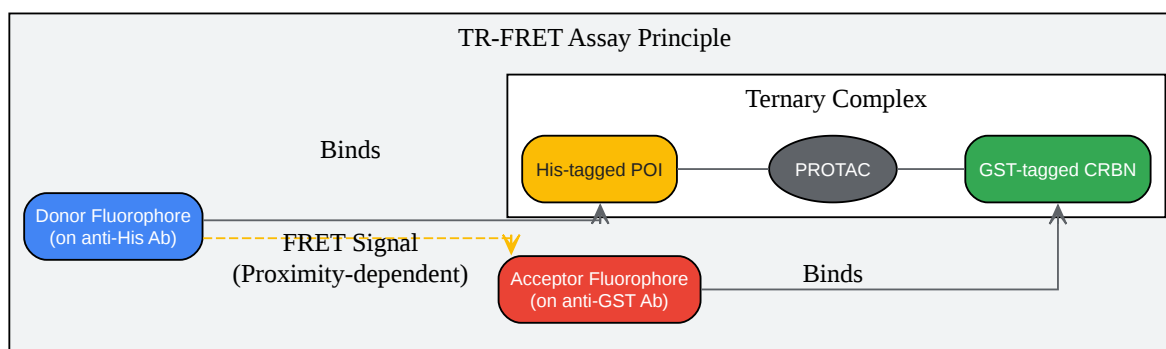 TR-FRET Assay Principle
Ternary Complex
Binds
His-tagged POI
PROTAC
GST-tagged CRBN
Donor Fluorophore
(on anti-His Ab)
FRET Signal
(Proximity-dependent)
Acceptor Fluorophore
(on anti-GST Ab)
Binds